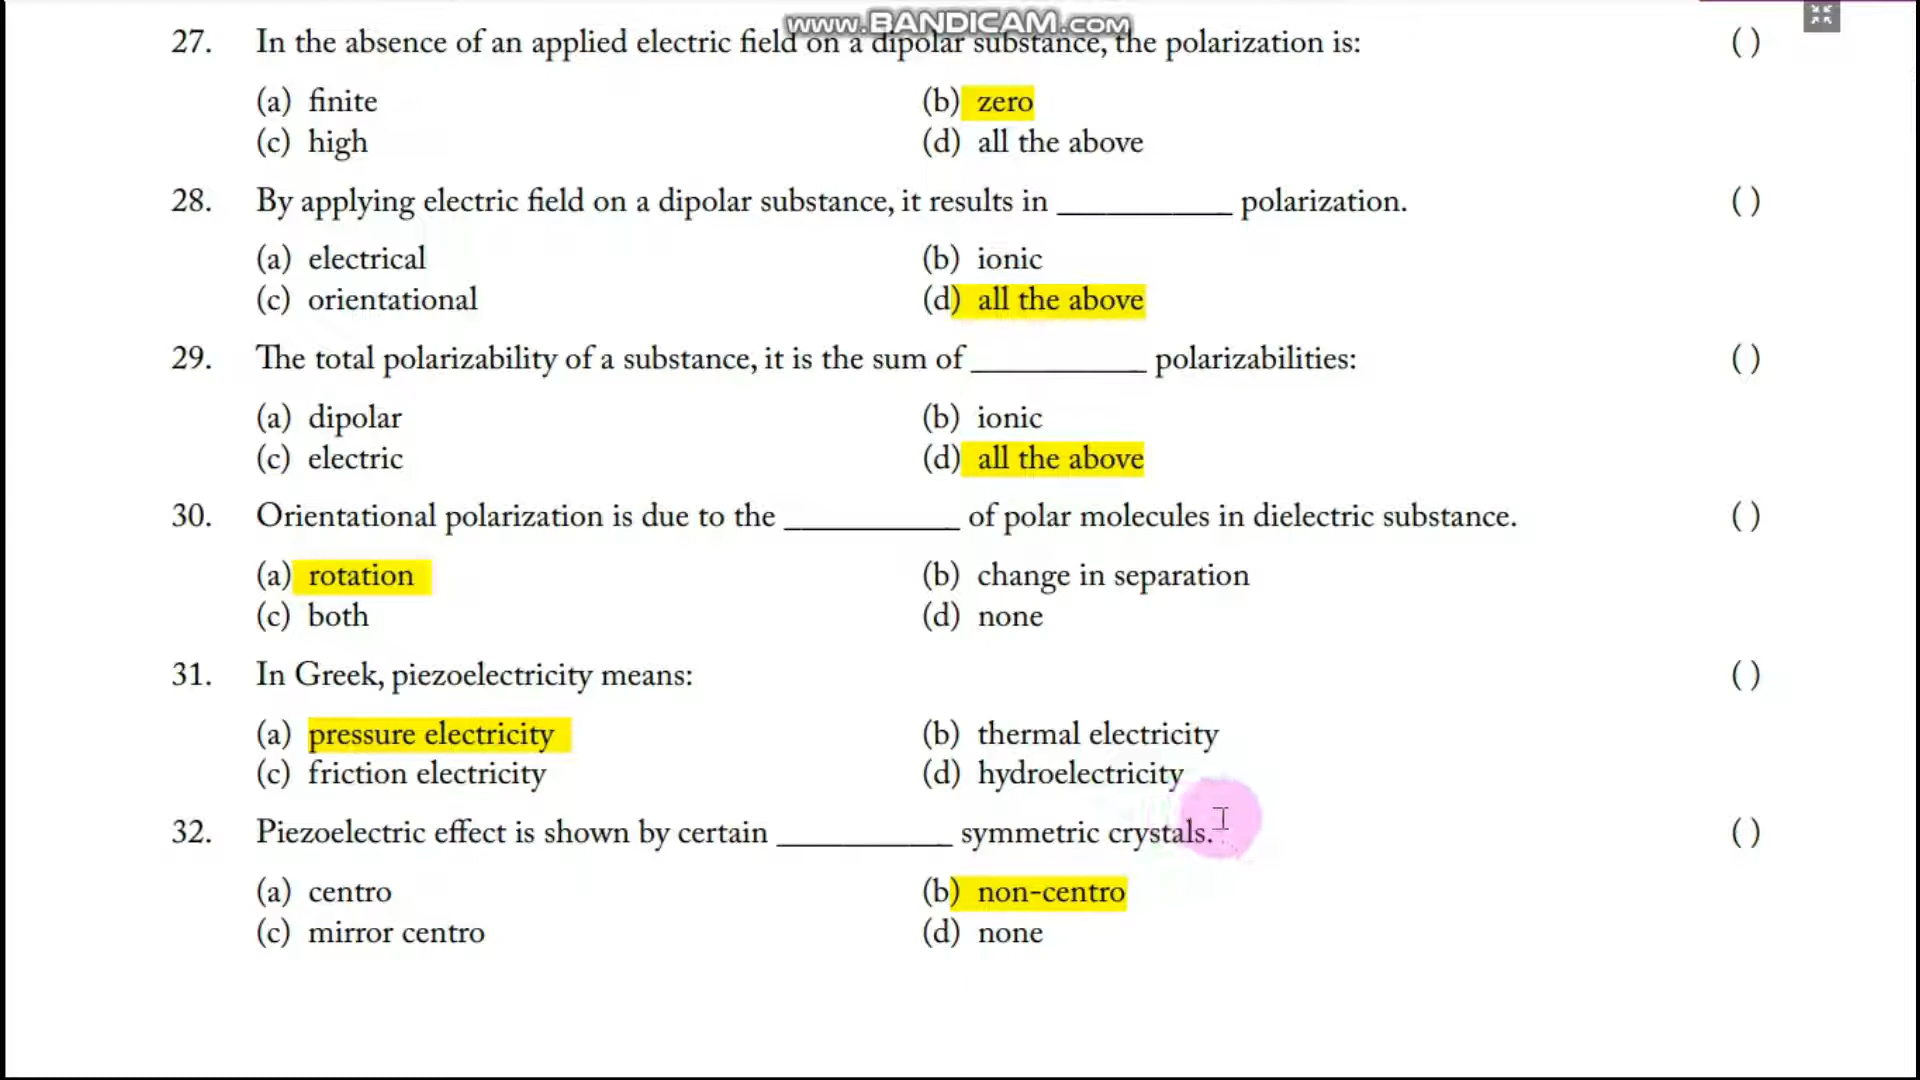 www.BANDICAM.com
27. In the absence of an applied electric field on a dipolar substance, the polarization is: ( )
(a) finite (b) zero
(c) high (d) all the above
28. By applying electric field on a dipolar substance, it results in __________ polarization. ( )
(a) electrical (b) ionic
(c) orientational (d) all the above
29. The total polarizability of a substance, it is the sum of __________ polarizabilities: ( )
(a) dipolar (b) ionic
(c) electric (d) all the above
30. Orientational polarization is due to the __________ of polar molecules in dielectric substance. ( )
(a) rotation (b) change in separation
(c) both (d) none
31. In Greek, piezoelectricity means: ( )
(a) pressure electricity (b) thermal electricity
(c) friction electricity (d) hydroelectricity
32. Piezoelectric effect is shown by certain __________ symmetric crystals. ( )
(a) centro (b) non-centro
(c) mirror centro (d) none